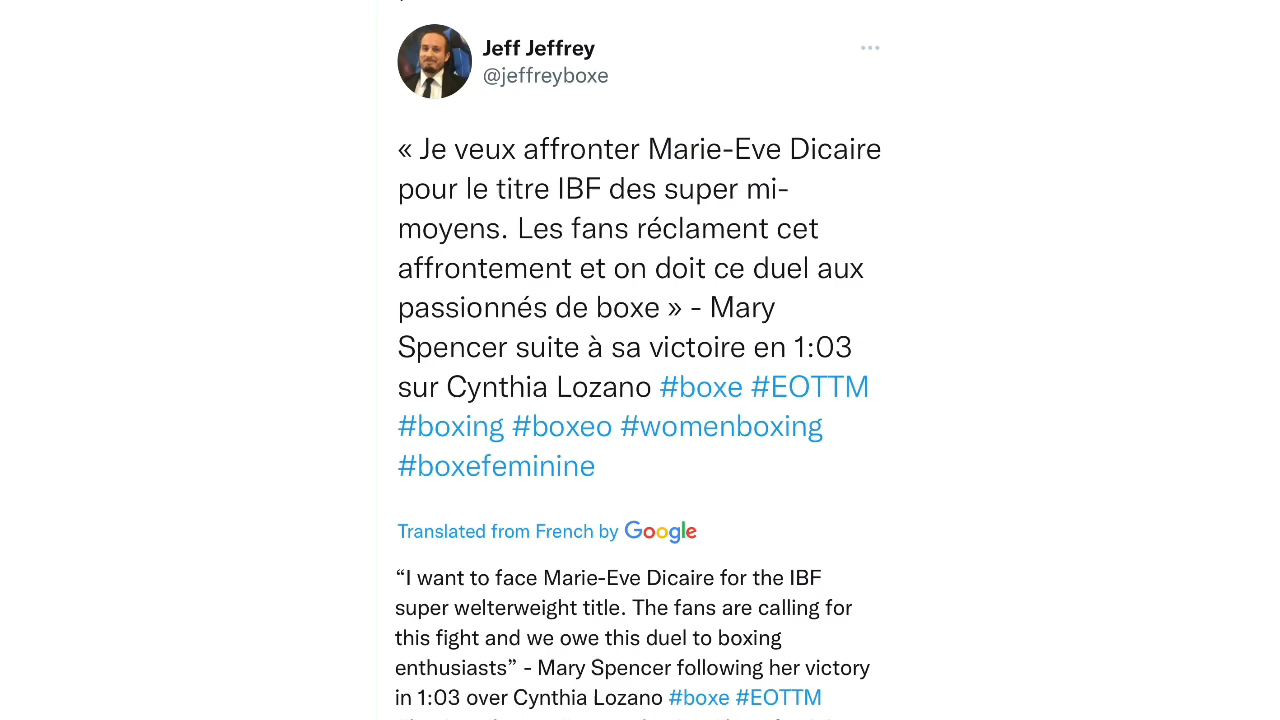 Jeff Jeffrey
@jeffreyboxe
« Je veux affronter Marie-Eve Dicaire
pour le titre IBF des super mi-
moyens. Les fans réclament cet
affrontement et on doit ce duel aux
passionnés de boxe » - Mary
Spencer suite à sa victoire en 1:03
sur Cynthia Lozano #boxe #EOTTM
#boxing #boxeo #womenboxing
#boxefeminine
Translated from French by Google
“I want to face Marie-Eve Dicaire for the IBF
super welterweight title. The fans are calling for
this fight and we owe this duel to boxing
enthusiasts” - Mary Spencer following her victory
in 1:03 over Cynthia Lozano #boxe #EOTTM